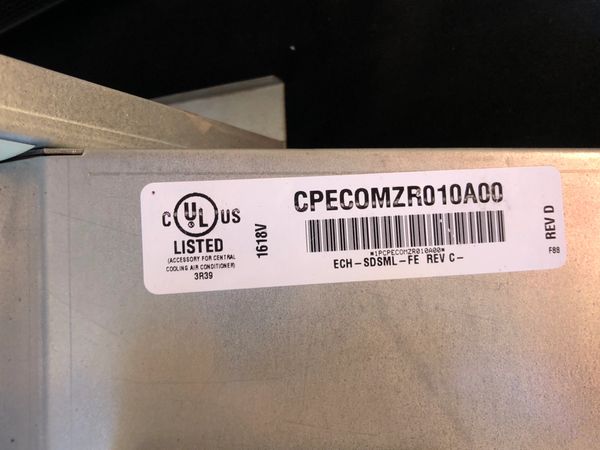 C UL US
LISTED
(ACCESSORY FOR CENTRAL
COOLING AIR CONDITIONER)
3R39
1618V
CPECOMZR010A00
*1PCPECOMZR010A00*
ECH-SDSML-FE REV C-
REV D
F88